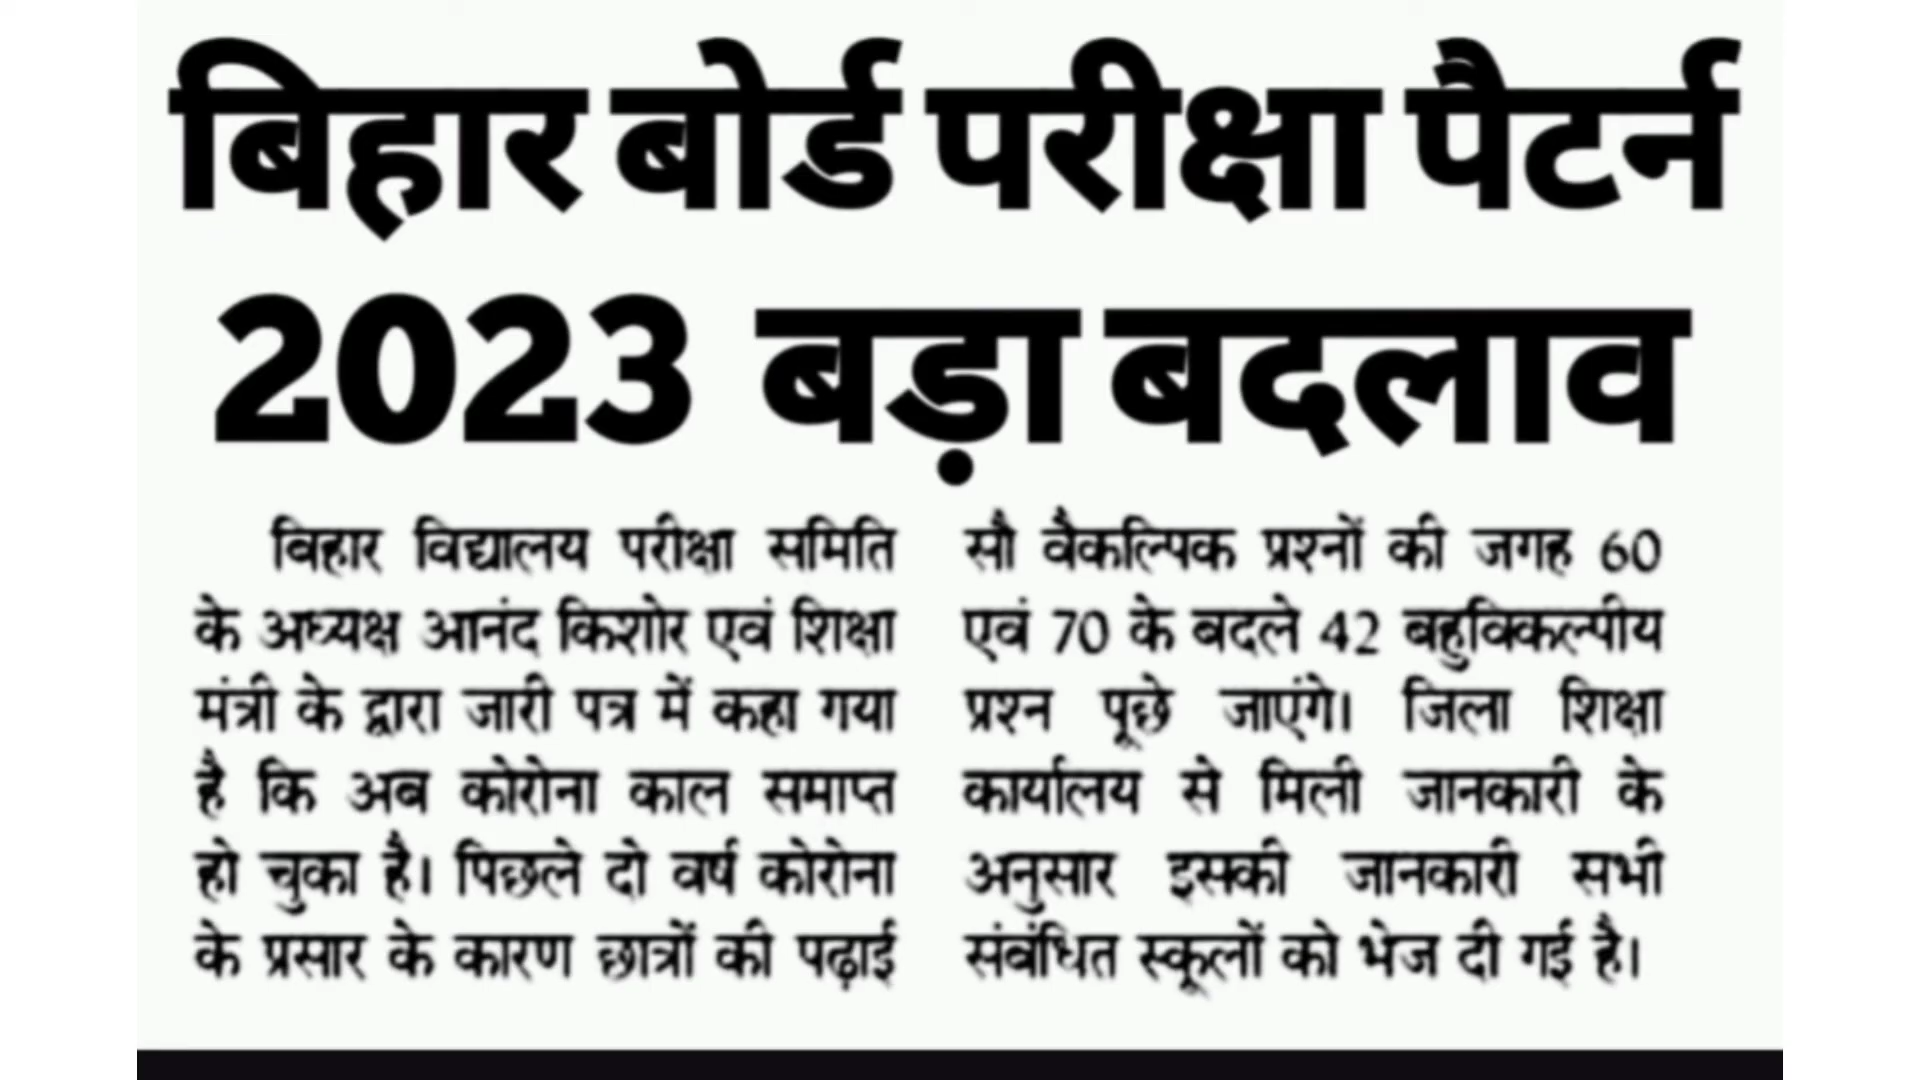 बिहार बोर्ड परीक्षा पैटर्न
2023 बड़ा बदलाव
बिहार विद्यालय परीक्षा समिति
के अध्यक्ष आनंद किशोर एवं शिक्षा
मंत्री के द्वारा जारी पत्र में कहा गया
है कि अब कोरोना काल समाप्त
हो चुका है। पिछले दो वर्ष कोरोना
के प्रसार के कारण छात्रों की पढ़ाई
सौ वैकल्पिक प्रश्नों की जगह 60
एवं 70 के बदले 42 बहुविकल्पीय
प्रश्न पूछे जाएंगे। जिला शिक्षा
कार्यालय से मिली जानकारी के
अनुसार इसकी जानकारी सभी
संबंधित स्कूलों को भेज दी गई है।